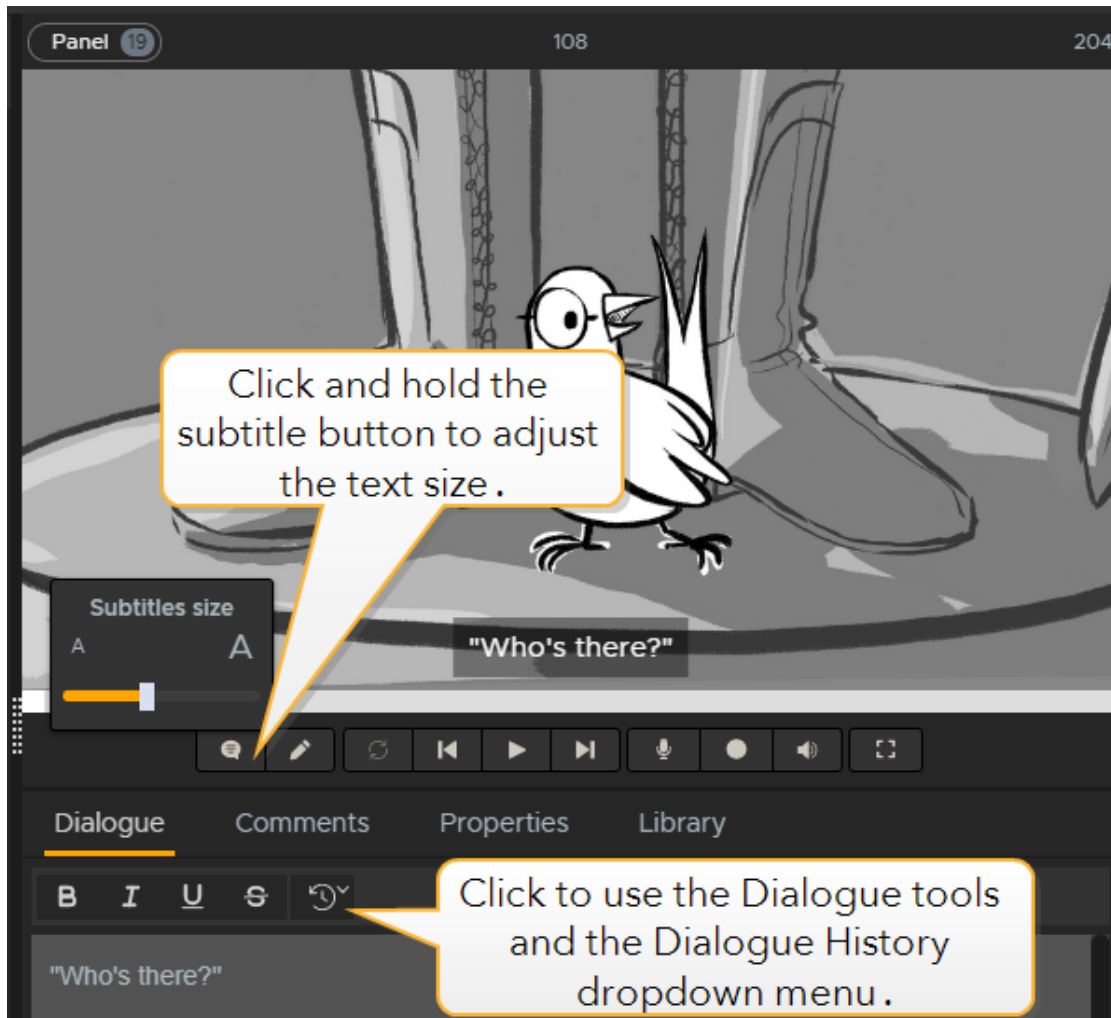 Panel 19 108 204
Click and hold the
subtitle button to adjust
the text size.
Subtitles size
A A
"Who's there?"
Dialogue Comments Properties Library
B I U S
Click to use the Dialogue tools
and the Dialogue History
dropdown menu.
"Who's there?"